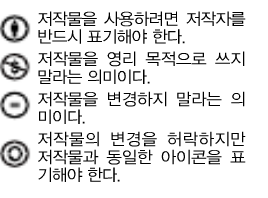 저작물을 사용하려면 저작자를
반드시 표기해야 한다.
저작물을 영리 목적으로 쓰지
말라는 의미이다.
저작물을 변경하지 말라는 의
미이다.
저작물의 변경을 허락하지만
저작물과 동일한 아이콘을 표
기해야 한다.